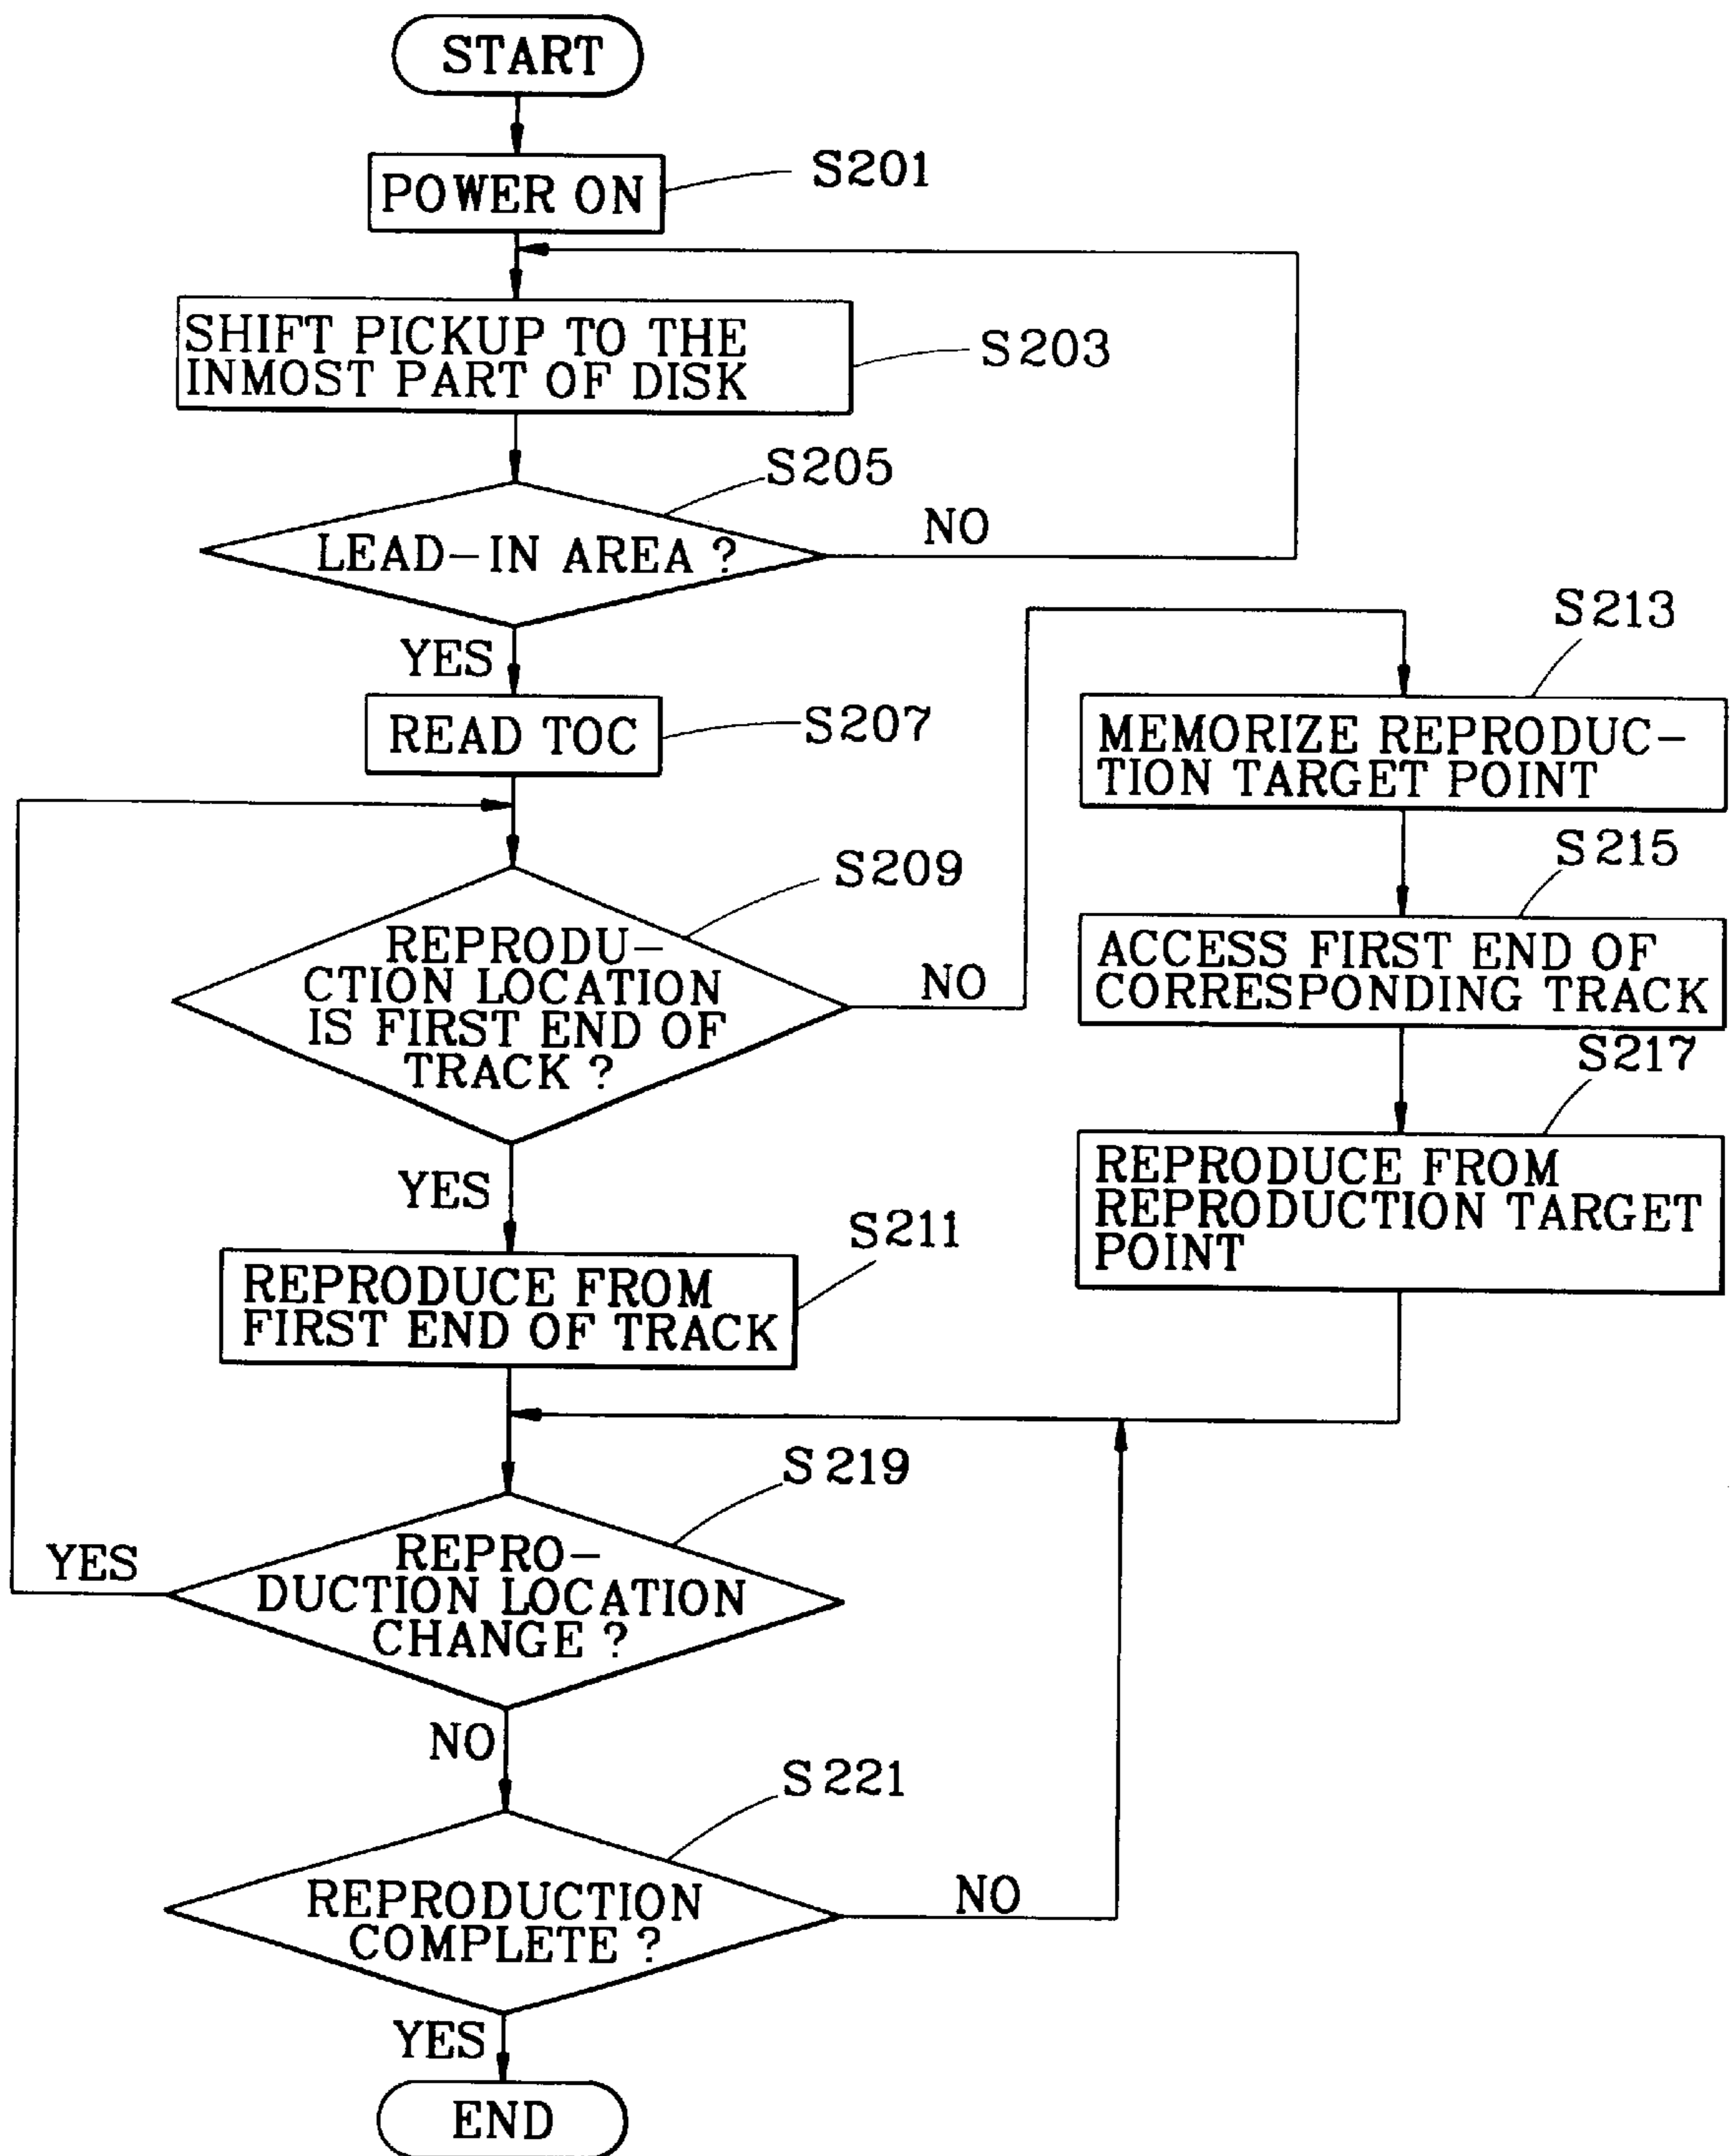 START
POWER ON
S201
SHIFT PICKUP TO THE
INMOST PART OF DISK
S203
S205
LEAD-IN AREA ?
NO
YES
READ TOC
S207
S209
REPRODU-
CTION LOCATION
IS FIRST END OF
TRACK ?
NO
YES
S211
REPRODUCE FROM
FIRST END OF TRACK
S213
MEMORIZE REPRODUC-
TION TARGET POINT
S215
ACCESS FIRST END OF
CORRESPONDING TRACK
S217
REPRODUCE FROM
REPRODUCTION TARGET
POINT
S219
REPRO-
DUCTION LOCATION
CHANGE ?
YES
NO
S221
REPRODUCTION
COMPLETE ?
NO
YES
END